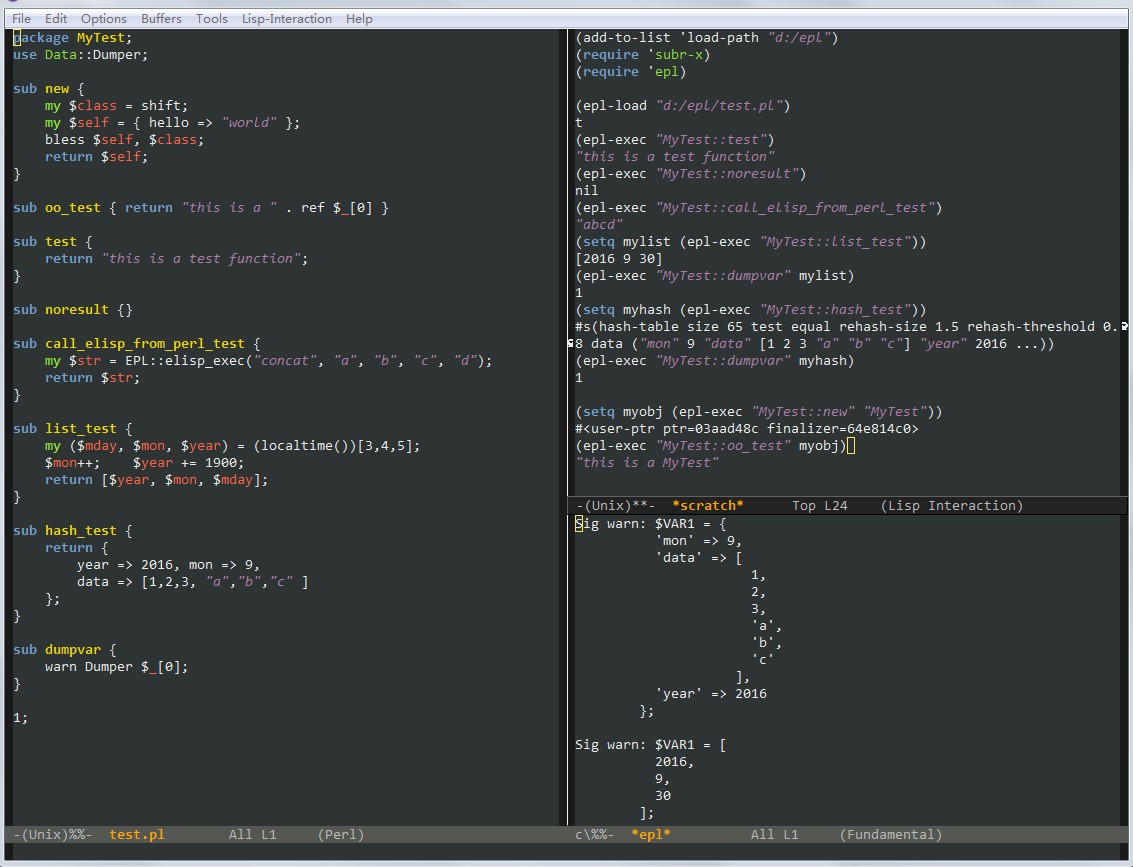 File Edit Options Buffers Tools Lisp-Interaction Help
package MyTest;
use Data::Dumper;

sub new {
    my $class = shift;
    my $self = { hello => "world" };
    bless $self, $class;
    return $self;
}

sub oo_test { return "this is a " . ref $_[0] }

sub test {
    return "this is a test function";
}

sub noresult {}

sub call_elisp_from_perl_test {
    my $str = EPL::elisp_exec("concat", "a", "b", "c", "d");
    return $str;
}

sub list_test {
    my ($mday, $mon, $year) = (localtime())[3,4,5];
    $mon++;    $year += 1900;
    return [$year, $mon, $mday];
}

sub hash_test {
    return {
        year => 2016, mon => 9,
        data => [1,2,3, "a","b","c" ]
    };
}

sub dumpvar {
    warn Dumper $_[0];
}

1;
-(Unix)%%-  test.pl        All L1     (Perl)
(add-to-list 'load-path "d:/epl")
(require 'subr-x)
(require 'epl)

(epl-load "d:/epl/test.pl")
t
(epl-exec "MyTest::test")
"this is a test function"
(epl-exec "MyTest::noresult")
nil
(epl-exec "MyTest::call_elisp_from_perl_test")
"abcd"
(setq mylist (epl-exec "MyTest::list_test"))
[2016 9 30]
(epl-exec "MyTest::dumpvar" mylist)
1
(setq myhash (epl-exec "MyTest::hash_test"))
#s(hash-table size 65 test equal rehash-size 1.5 rehash-threshold 0.
8 data ("mon" 9 "data" [1 2 3 "a" "b" "c"] "year" 2016 ...))
(epl-exec "MyTest::dumpvar" myhash)
1

(setq myobj (epl-exec "MyTest::new" "MyTest"))
#<user-ptr ptr=03aad48c finalizer=64e814c0>
(epl-exec "MyTest::oo_test" myobj)
"this is a MyTest"
-(Unix)**-  *scratch*      Top L24    (Lisp Interaction)
Sig warn: $VAR1 = {
          'mon' => 9,
          'data' => [
                      1,
                      2,
                      3,
                      'a',
                      'b',
                      'c'
                    ],
          'year' => 2016
        };

Sig warn: $VAR1 = [
          2016,
          9,
          30
        ];
c\%%-  *epl*          All L1     (Fundamental)